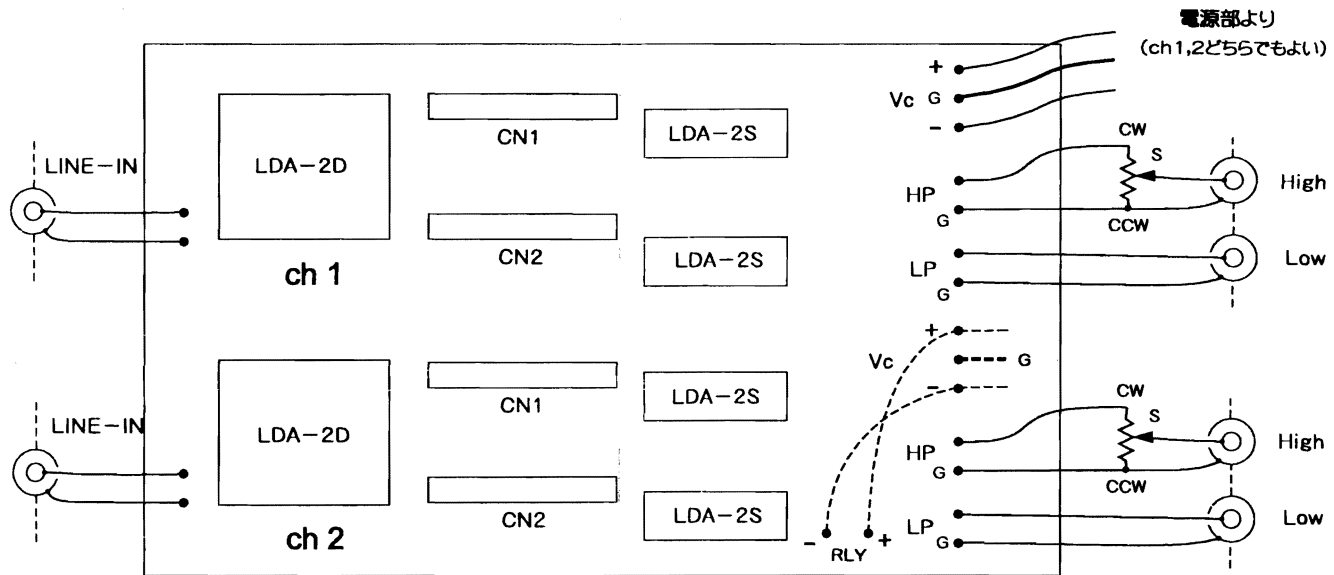 電源部より
(ch1,2どちらでもよい)
+
Vc G
-
LINE-IN
LDA-2D
CN1
LDA-2S
CW
S
High
HP
G
CCW
CN2
LDA-2S
LP
G
Low
ch 1
+
Vc
G
-
LINE-IN
LDA-2D
CN1
LDA-2S
CW
S
High
HP
G
CCW
CN2
LDA-2S
LP
G
Low
ch 2
- RLY +